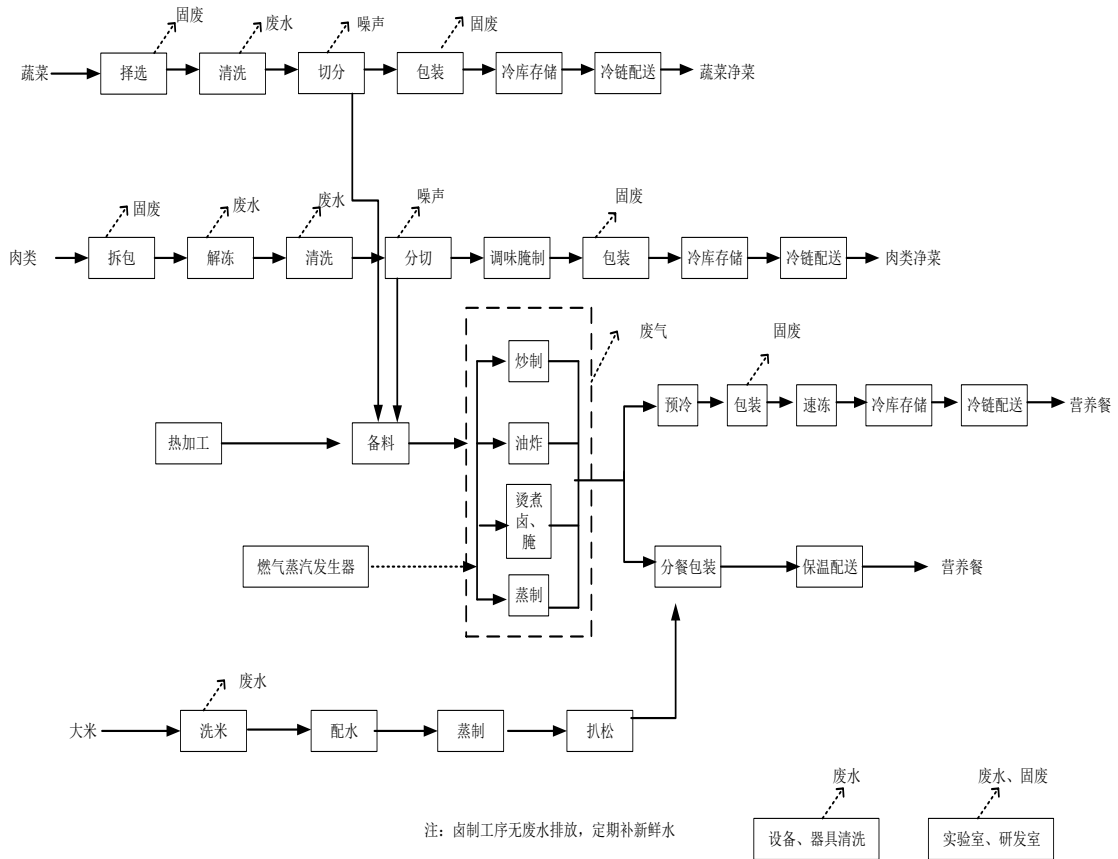 固废
废水
噪声
固废
蔬菜
择选
清洗
切分
包装
冷库存储
冷链配送
蔬菜净菜
固废
废水
废水
噪声
固废
肉类
拆包
解冻
清洗
分切
调味腌制
包装
冷库存储
冷链配送
肉类净菜
废气
固废
炒制
预冷
包装
速冻
冷库存储
冷链配送
营养餐
热加工
备料
油炸
烫煮
卤、
腌
燃气蒸汽发生器
蒸制
分餐包装
保温配送
营养餐
废水
大米
洗米
配水
蒸制
扒松
废水
废水、固废
注：卤制工序无废水排放，定期补新鲜水
设备、器具清洗
实验室、研发室